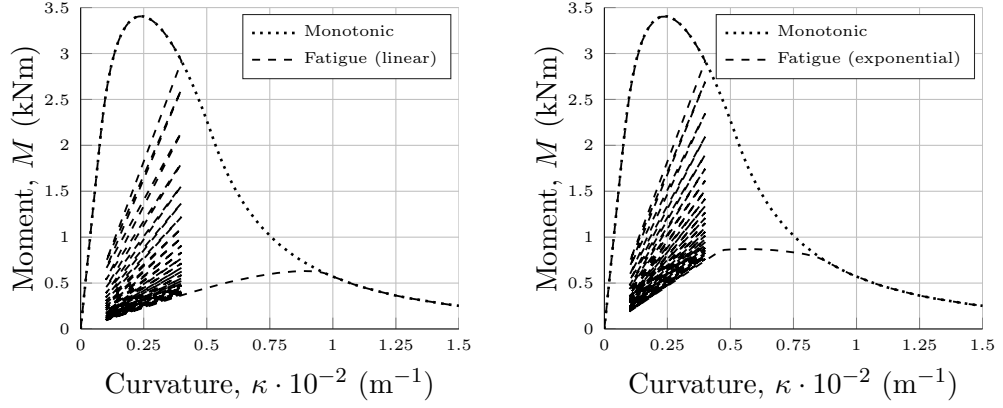 3.5
3
2.5
2
1.5
1
0.5
0
0 0.25 0.5 0.75 1 1.25 1.5
Moment, M (kNm)
Curvature, κ · 10⁻² (m⁻¹)
Monotonic
Fatigue (linear)
3.5
3
2.5
2
1.5
1
0.5
0
0 0.25 0.5 0.75 1 1.25 1.5
Moment, M (kNm)
Curvature, κ · 10⁻² (m⁻¹)
Monotonic
Fatigue (exponential)